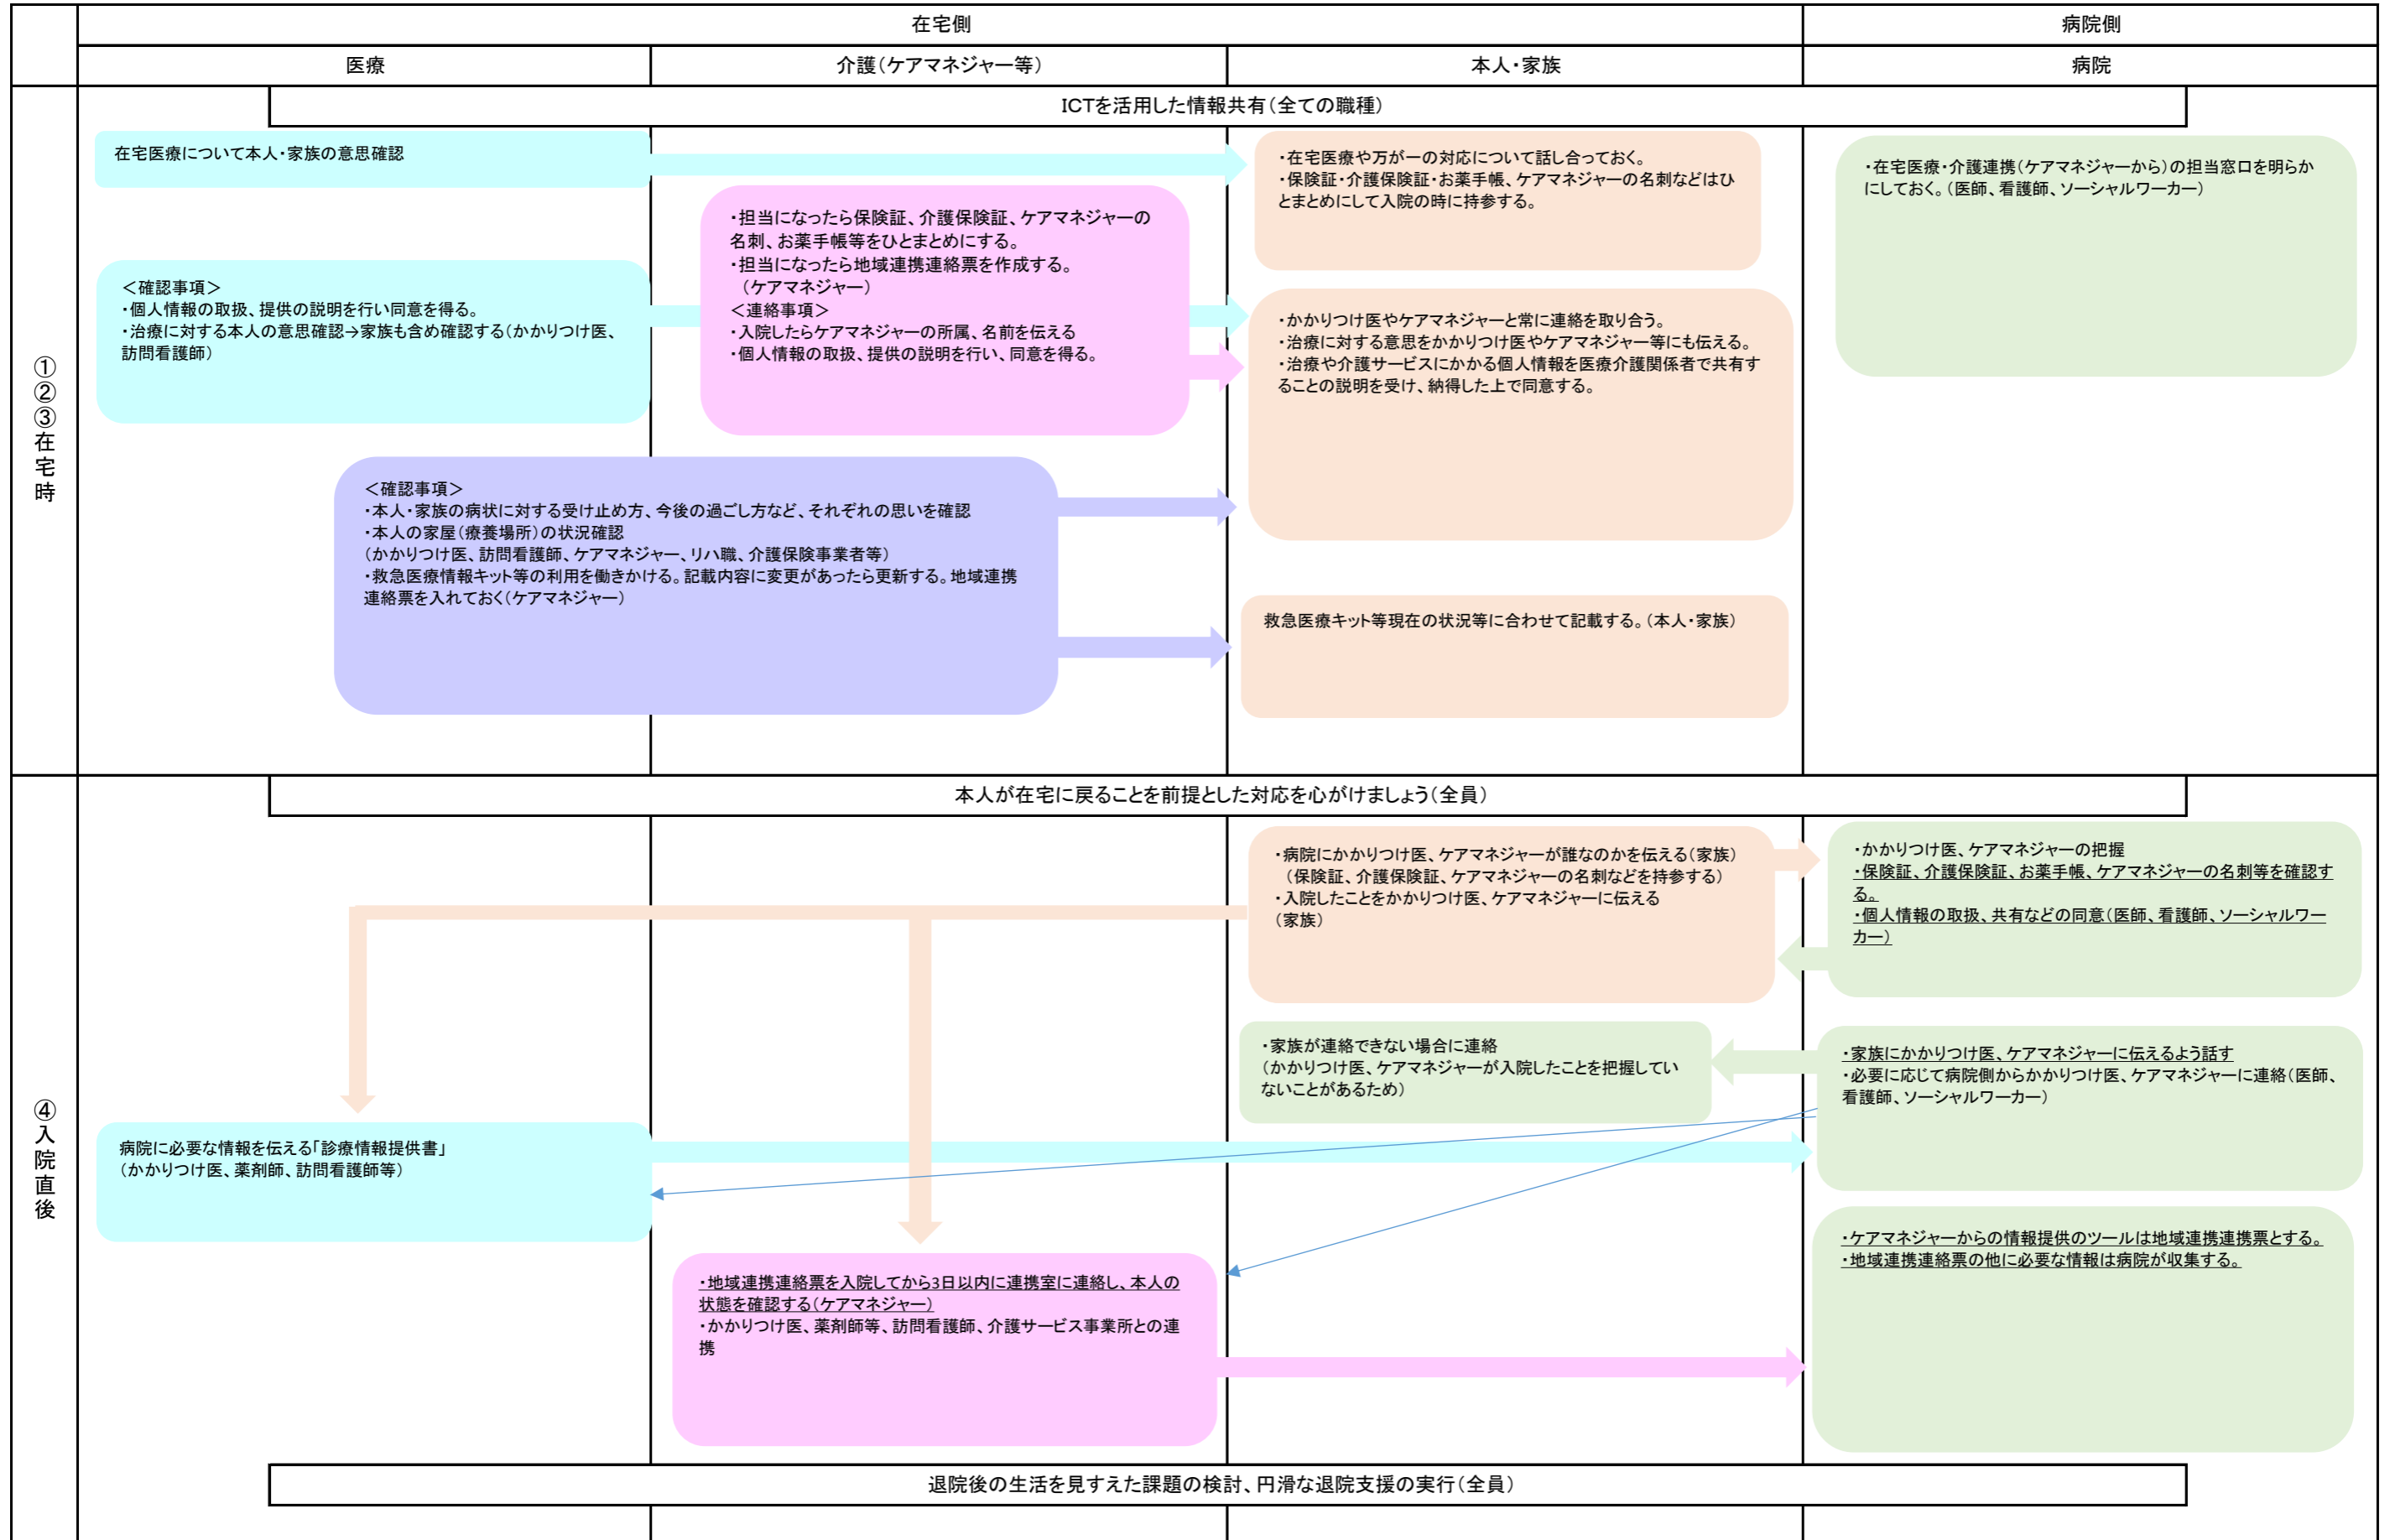 在宅側
病院側
医療
介護（ケアマネジャー等）
本人・家族
病院
①②③在宅時
ICTを活用した情報共有（全ての職種）
在宅医療について本人・家族の意思確認
＜確認事項＞
・個人情報の取扱、提供の説明を行い同意を得る。
・治療に対する本人の意思確認→家族も含め確認する（かかりつけ医、
訪問看護師）
・担当になったら保険証、介護保険証、ケアマネジャーの
名刺、お薬手帳等をひとまとめにする。
・担当になったら地域連携連絡票を作成する。
（ケアマネジャー）
＜連絡事項＞
・入院したらケアマネジャーの所属、名前を伝える
・個人情報の取扱、提供の説明を行い、同意を得る。
・在宅医療や万が一の対応について話し合っておく。
・保険証・介護保険証・お薬手帳、ケアマネジャーの名刺などはひ
とまとめにして入院の時に持参する。
・かかりつけ医やケアマネジャーと常に連絡を取り合う。
・治療に対する意思をかかりつけ医やケアマネジャー等にも伝える。
・治療や介護サービスにかかる個人情報を医療介護関係者で共有す
ることの説明を受け、納得した上で同意する。
・在宅医療・介護連携（ケアマネジャーから）の担当窓口を明らか
にしておく。（医師、看護師、ソーシャルワーカー）
＜確認事項＞
・本人・家族の病状に対する受け止め方、今後の過ごし方など、それぞれの思いを確認
・本人の家屋（療養場所）の状況確認
（かかりつけ医、訪問看護師、ケアマネジャー、リハ職、介護保険事業者等）
・救急医療情報キット等の利用を働きかける。記載内容に変更があったら更新する。地域連携
連絡票を入れておく（ケアマネジャー）
救急医療キット等現在の状況等に合わせて記載する。（本人・家族）
④入院直後
本人が在宅に戻ることを前提とした対応を心がけましょう（全員）
・病院にかかりつけ医、ケアマネジャーが誰なのかを伝える（家族）
（保険証、介護保険証、ケアマネジャーの名刺などを持参する）
・入院したことをかかりつけ医、ケアマネジャーに伝える
（家族）
・かかりつけ医、ケアマネジャーの把握
・保険証、介護保険証、お薬手帳、ケアマネジャーの名刺等を確認す
る。
・個人情報の取扱、共有などの同意（医師、看護師、ソーシャルワー
カー）
・家族が連絡できない場合に連絡
（かかりつけ医、ケアマネジャーが入院したことを把握してい
ないことがあるため）
・家族にかかりつけ医、ケアマネジャーに伝えるよう話す
・必要に応じて病院側からかかりつけ医、ケアマネジャーに連絡（医師、
看護師、ソーシャルワーカー）
病院に必要な情報を伝える「診療情報提供書」
（かかりつけ医、薬剤師、訪問看護師等）
・地域連携連絡票を入院してから3日以内に連携室に連絡し、本人の
状態を確認する（ケアマネジャー）
・かかりつけ医、薬剤師等、訪問看護師、介護サービス事業所との連
携
・ケアマネジャーからの情報提供のツールは地域連携連携票とする。
・地域連携連絡票の他に必要な情報は病院が収集する。
退院後の生活を見すえた課題の検討、円滑な退院支援の実行（全員）